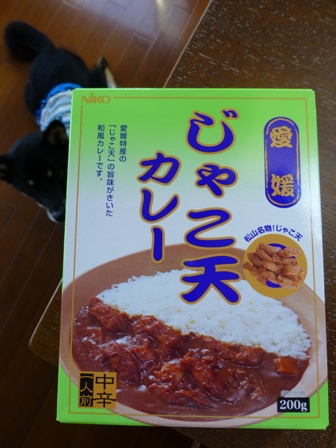 NIKO
愛媛特産の
「じゃこ天」の旨味がきいた
和風カレーです。
愛媛
じゃこ天
カレー
松山名物!じゃこ天
中辛
一人前
200g